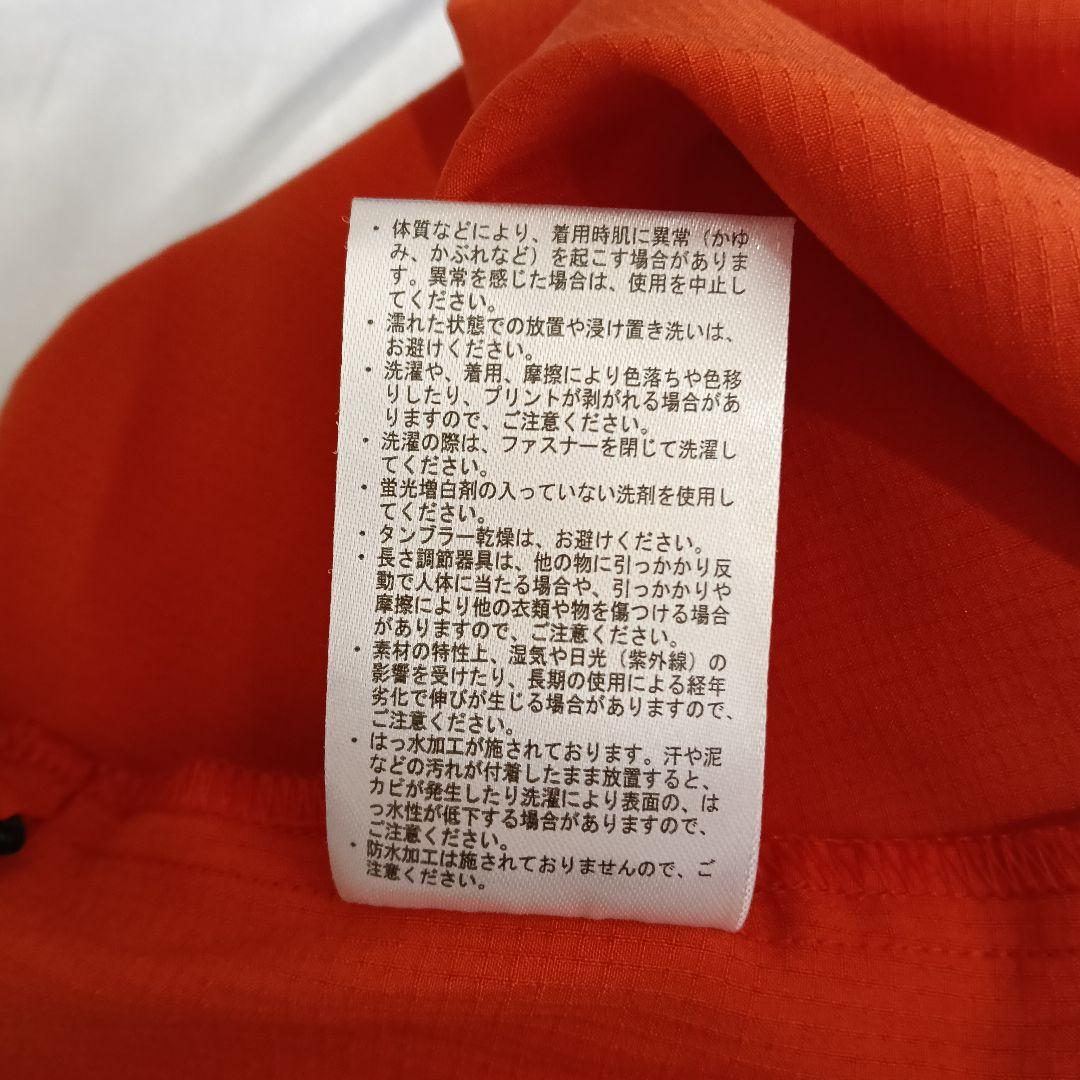 ・体質などにより、着用時肌に異常（かゆ
み、かぶれなど）を起こす場合がありま
す。異常を感じた場合は、使用を中止し
てください。
・濡れた状態での放置や浸け置き洗いは、
お避けください。
・洗濯や、着用、摩擦により色落ちや色移
りしたり、プリントが剥がれる場合があ
りますので、ご注意ください。
・洗濯の際は、ファスナーを閉じて洗濯し
てください。
・蛍光増白剤の入っていない洗剤を使用し
てください。
・タンブラー乾燥は、お避けください。
・長さ調節器具は、他の物に引っかかり反
動で人体に当たる場合や、引っかかりや
摩擦により他の衣類や物を傷つける場合
がありますので、ご注意ください。
・素材の特性上、湿気や日光（紫外線）の
影響を受けたり、長期の使用による経年
劣化で伸びが生じる場合がありますので、
ご注意ください。
・はっ水加工が施されております。汗や泥
などの汚れが付着したまま放置すると、
カビが発生したり洗濯により表面の、は
っ水性が低下する場合がありますので、
ご注意ください。
・防水加工は施されておりませんので、ご
注意ください。